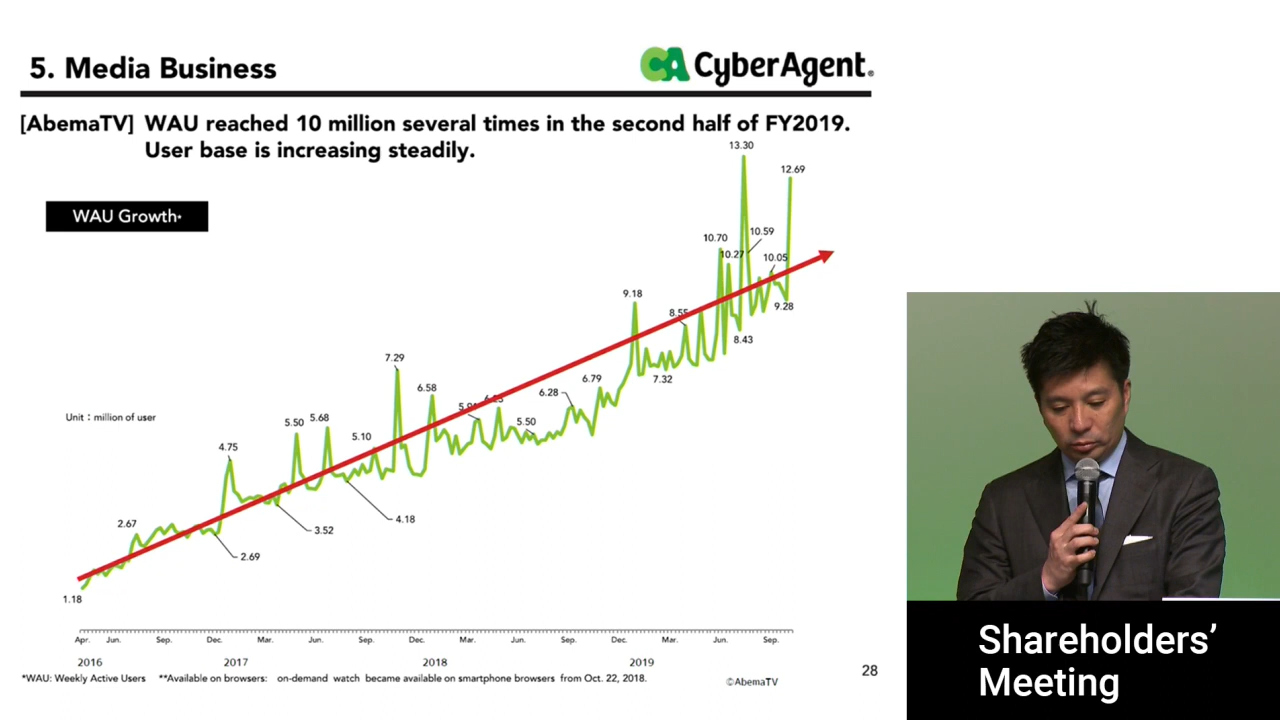 5. Media Business
CA CyberAgent®
[AbemaTV] WAU reached 10 million several times in the second half of FY2019.
User base is increasing steadily.
WAU Growth*
Unit：million of user
1.18
2.67
2.69
4.75
3.52
5.50
5.68
5.10
4.18
7.29
6.58
5.50
6.28
6.79
9.18
7.32
8.55
10.70
10.27
8.43
13.30
10.59
10.05
9.28
12.69
Apr. Jun. Sep. Dec. Mar. Jun. Sep. Dec. Mar. Jun. Sep. Dec. Mar. Jun. Sep.
2016 2017 2018 2019
*WAU: Weekly Active Users **Available on browsers: on-demand watch became available on smartphone browsers from Oct. 22, 2018.
©AbemaTV
28
Shareholders’
Meeting